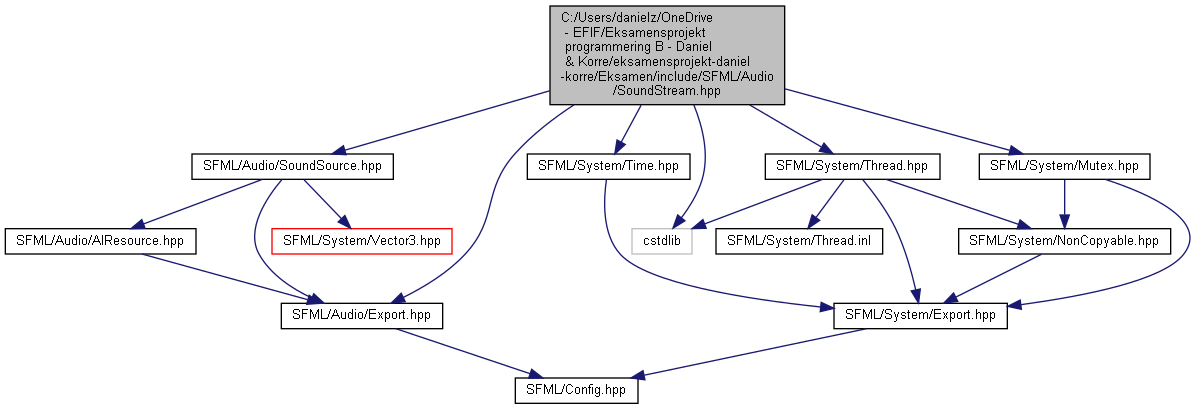 C:/Users/danielz/OneDrive
- EFIF/Eksamensprojekt
programmering B - Daniel
& Korre/eksamensprojekt-daniel
-korre/Eksamen/include/SFML/Audio
/SoundStream.hpp
SFML/Audio/SoundSource.hpp
SFML/System/Time.hpp
SFML/System/Thread.hpp
SFML/System/Mutex.hpp
SFML/Audio/AlResource.hpp
SFML/System/Vector3.hpp
cstdlib
SFML/System/Thread.inl
SFML/System/NonCopyable.hpp
SFML/Audio/Export.hpp
SFML/System/Export.hpp
SFML/Config.hpp